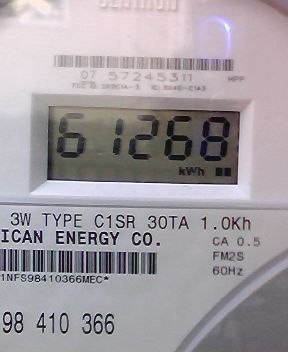 07 57245311 MPP
61268
kWh
3W TYPE C1SR 30TA 1.0Kh
ICAN ENERGY CO.
CA 0.5
FM2S
60Hz
1NFS98410366MEC*
98 410 366